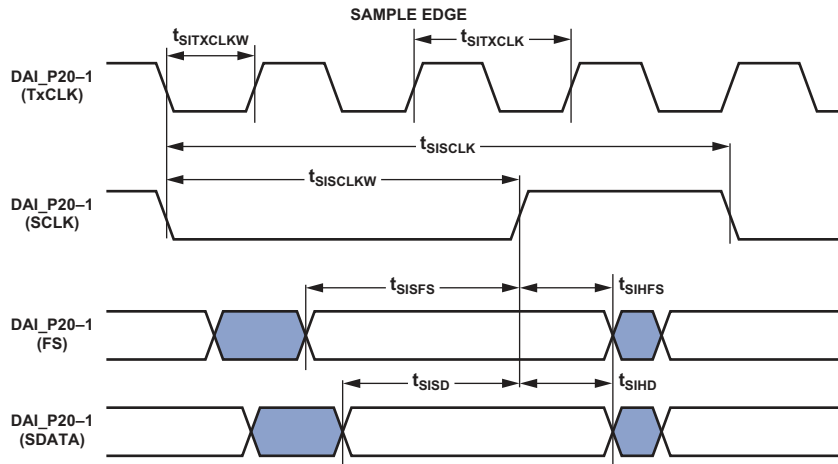 SAMPLE EDGE
tSITXCLKW
tSITXCLK
DAI_P20–1
(TxCLK)
tSISCLK
tSISCLKW
DAI_P20–1
(SCLK)
tSISFS
tSIHFS
DAI_P20–1
(FS)
tSISD
tSIHD
DAI_P20–1
(SDATA)